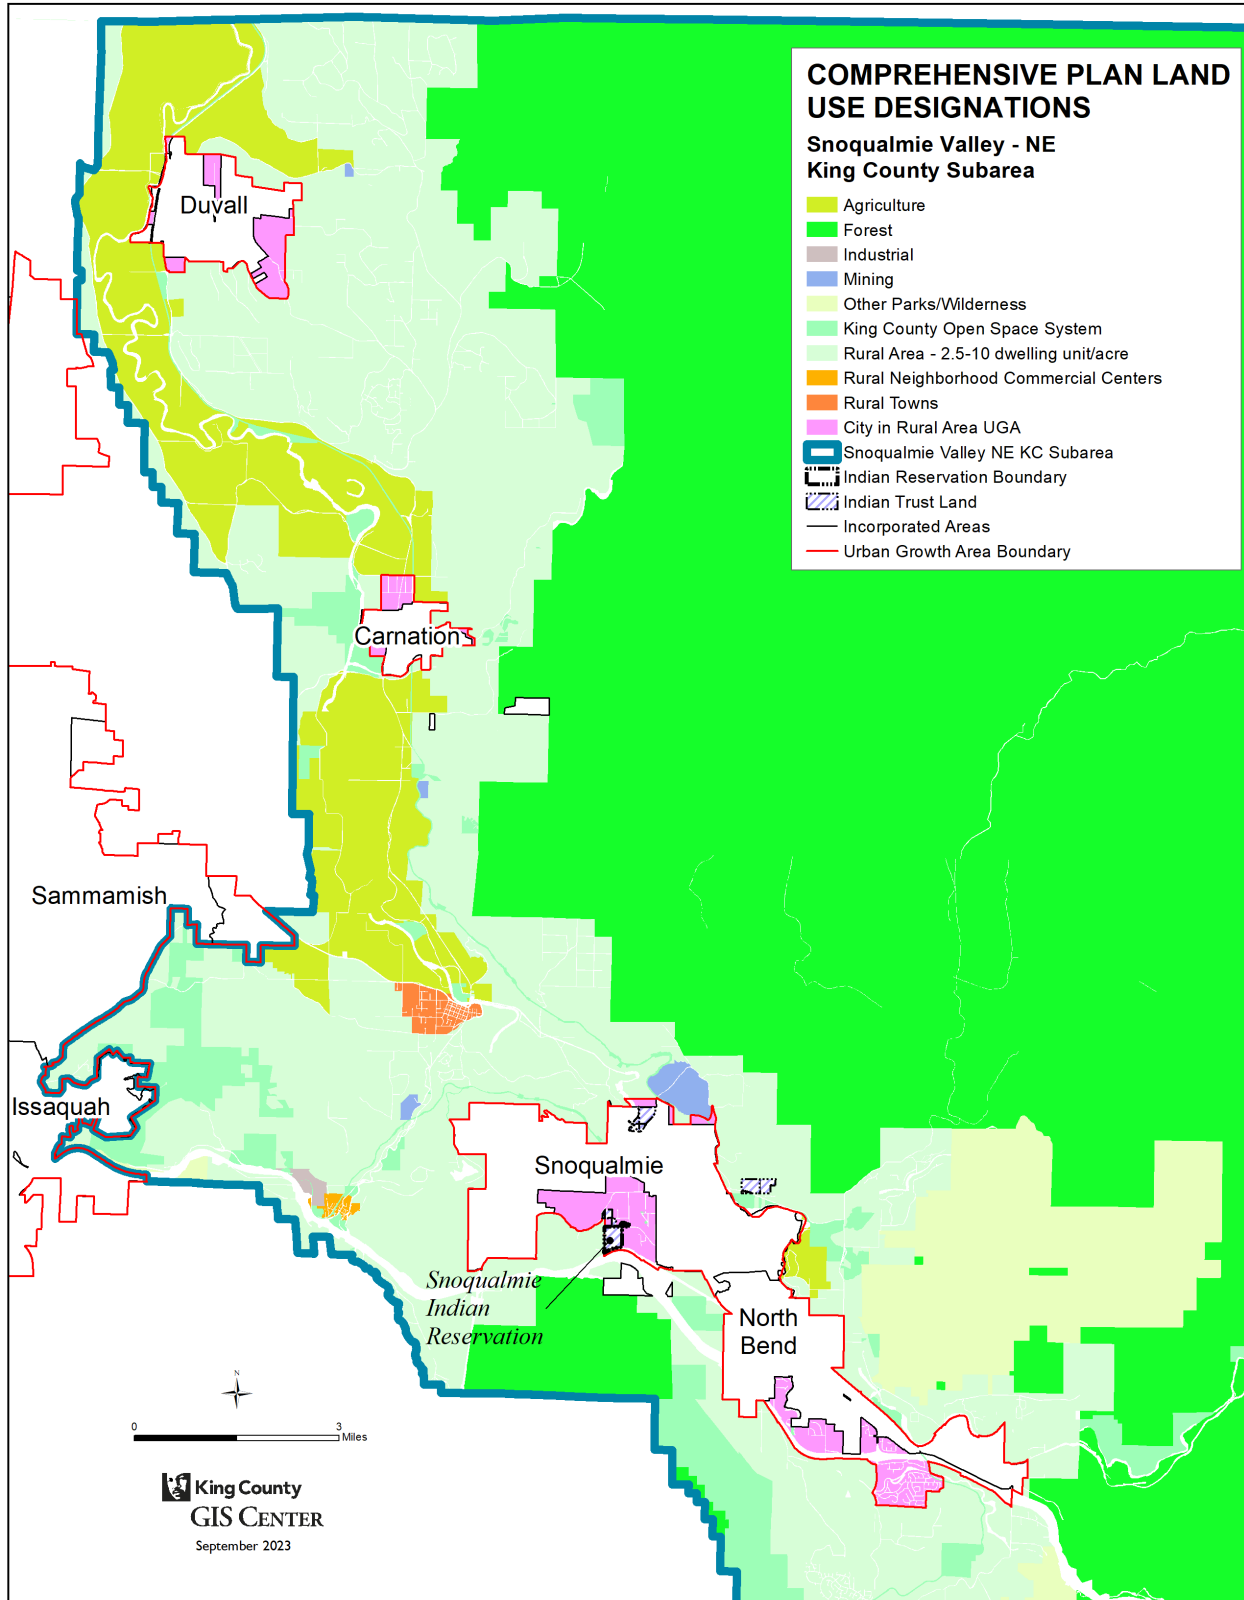 COMPREHENSIVE PLAN LAND
USE DESIGNATIONS
Snoqualmie Valley - NE
King County Subarea
Agriculture
Forest
Industrial
Mining
Other Parks/Wilderness
King County Open Space System
Rural Area - 2.5-10 dwelling unit/acre
Rural Neighborhood Commercial Centers
Rural Towns
City in Rural Area UGA
Snoqualmie Valley NE KC Subarea
Indian Reservation Boundary
Indian Trust Land
Incorporated Areas
Urban Growth Area Boundary
Duvall
Carnation
Sammamish
Issaquah
Snoqualmie
Snoqualmie
Indian
Reservation
North
Bend
N
0 3
Miles
King County
GIS CENTER
September 2023